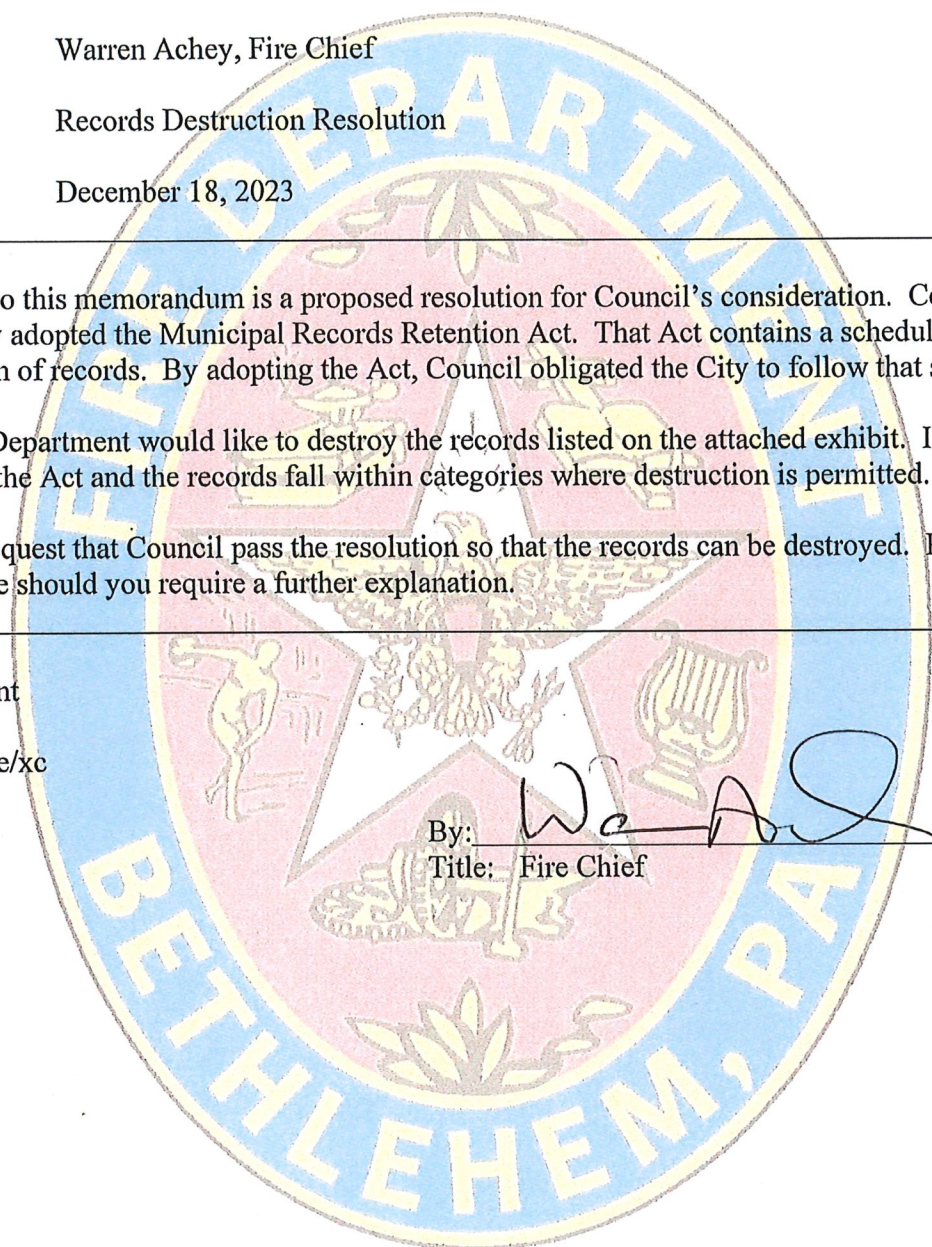 Warren Achey, Fire Chief
Records Destruction Resolution
December 18, 2023
o this memorandum is a proposed resolution for Council's consideration. Co
adopted the Municipal Records Retention Act. That Act contains a schedul
n of records. By adopting the Act, Council obligated the City to follow that s
Department would like to destroy the records listed on the attached exhibit. I
the Act and the records fall within categories where destruction is permitted.
quest that Council pass the resolution so that the records can be destroyed.
e should you require a further explanation.
nt
e/xc
By:
Title: Fire Chief
FIRE DEPARTMENT
BETHLEHEM, PA